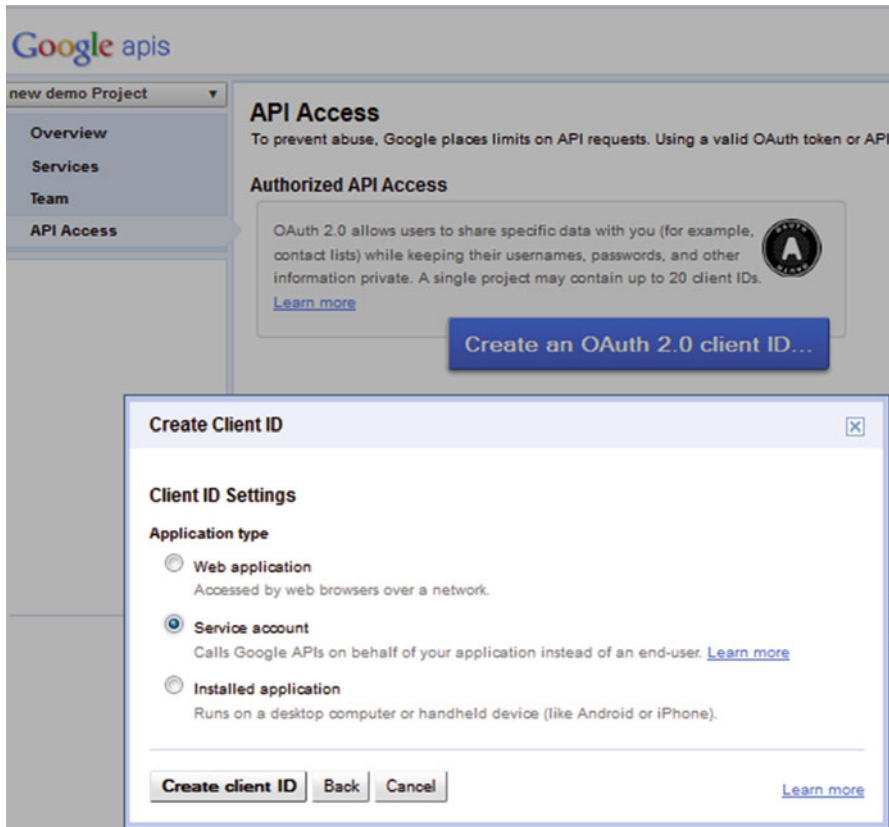 Google apis
new demo Project
Overview
Services
Team
API Access
API Access
To prevent abuse, Google places limits on API requests. Using a valid OAuth token or API
Authorized API Access
OAuth 2.0 allows users to share specific data with you (for example,
contact lists) while keeping their usernames, passwords, and other
information private. A single project may contain up to 20 client IDs.
Learn more
OAUTH
A
OAUTH
Create an OAuth 2.0 client ID...
Create Client ID
Client ID Settings
Application type
Web application
Accessed by web browsers over a network.
Service account
Calls Google APIs on behalf of your application instead of an end-user. Learn more
Installed application
Runs on a desktop computer or handheld device (like Android or iPhone).
Create client ID Back Cancel Learn more